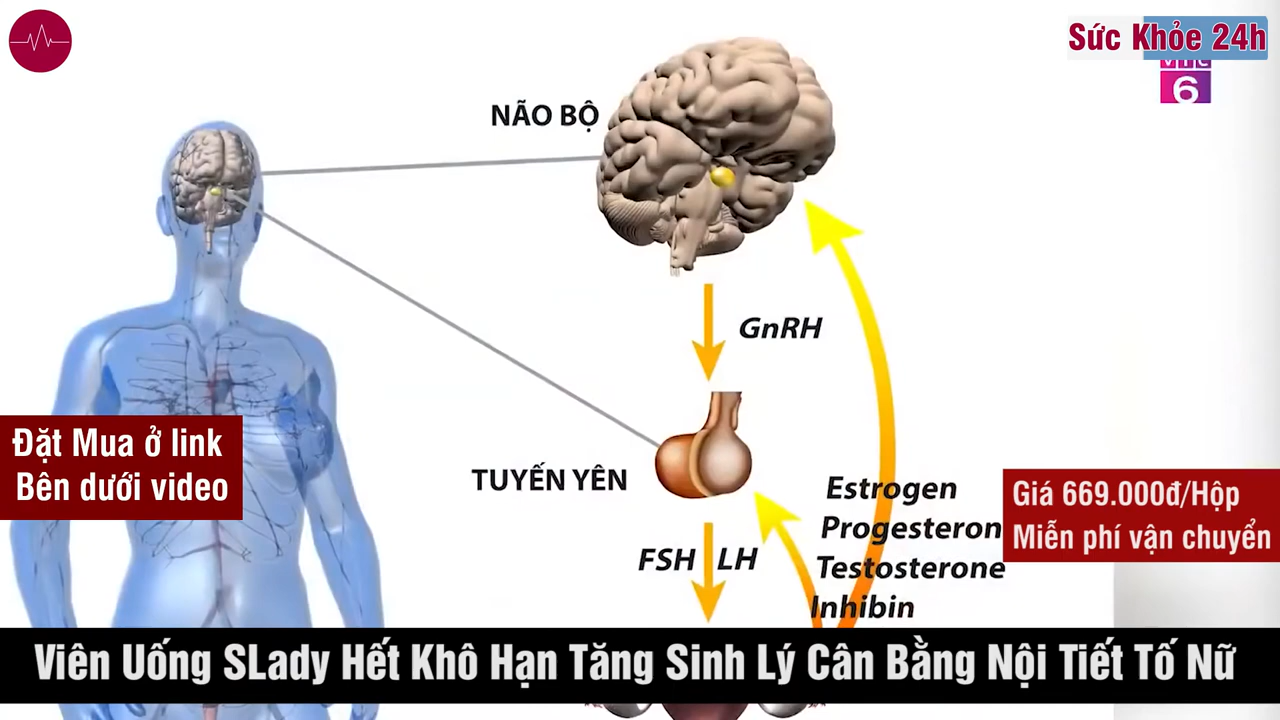 Sức Khỏe 24h
6
NÃO BỘ
GnRH
Đặt Mua ở link
Bên dưới video
TUYẾN YÊN
Estrogen
Progesteron
Testosterone
Inhibin
Giá 669.000đ/Hộp
Miễn phí vận chuyển
FSH LH
Viên Uống SLady Hết Khô Hạn Tăng Sinh Lý Cân Bằng Nội Tiết Tố Nữ